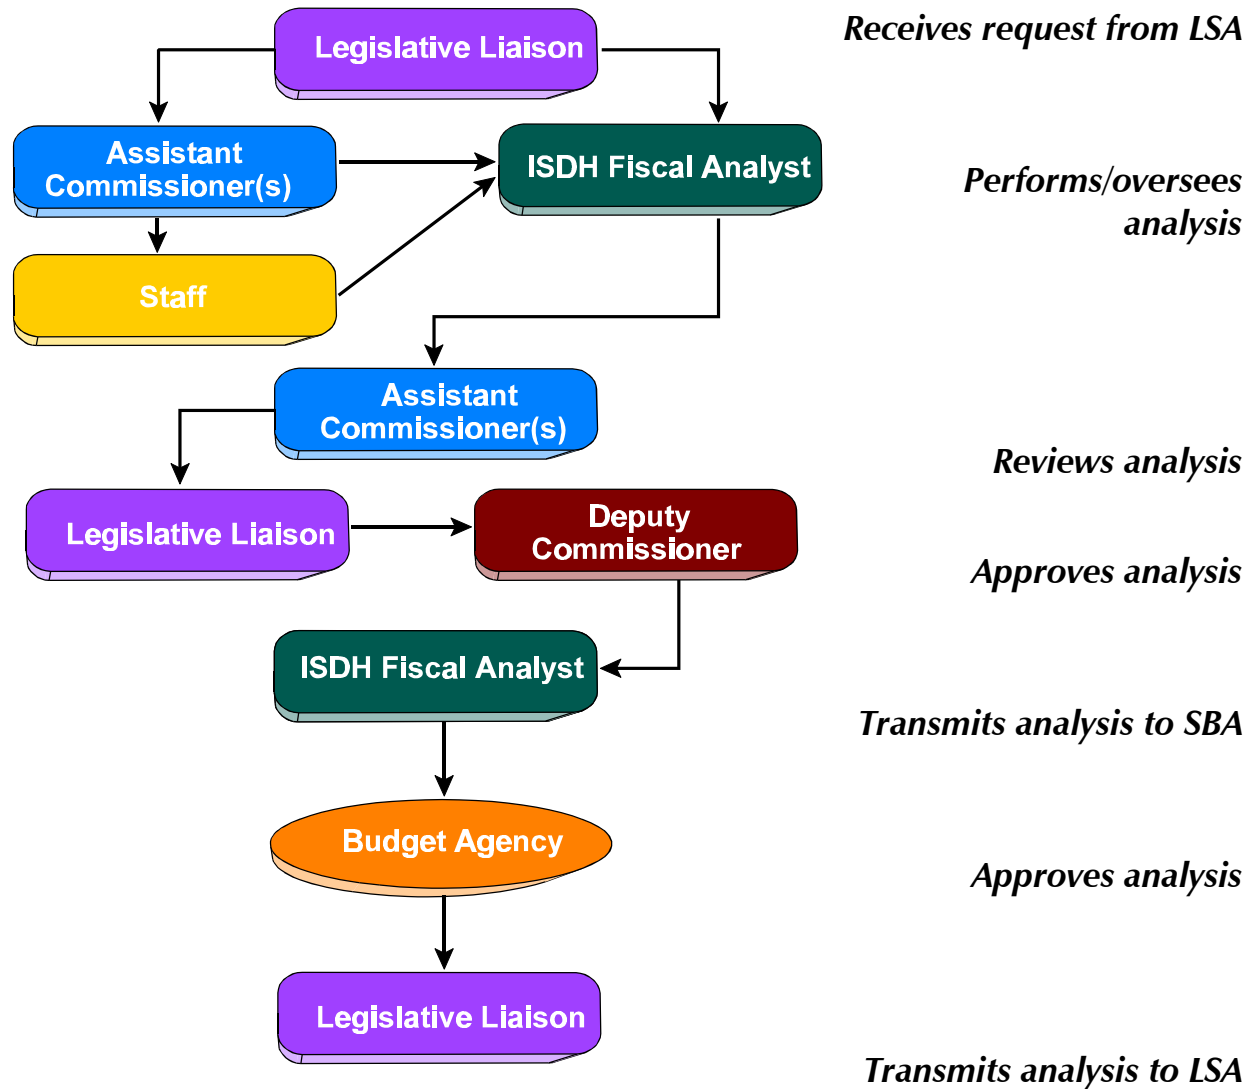 Receives request from LSA
Legislative Liaison
Assistant
Commissioner(s)
ISDH Fiscal Analyst
Performs/oversees
analysis
Staff
Assistant
Commissioner(s)
Reviews analysis
Legislative Liaison
Deputy
Commissioner
Approves analysis
ISDH Fiscal Analyst
Transmits analysis to SBA
Budget Agency
Approves analysis
Legislative Liaison
Transmits analysis to LSA